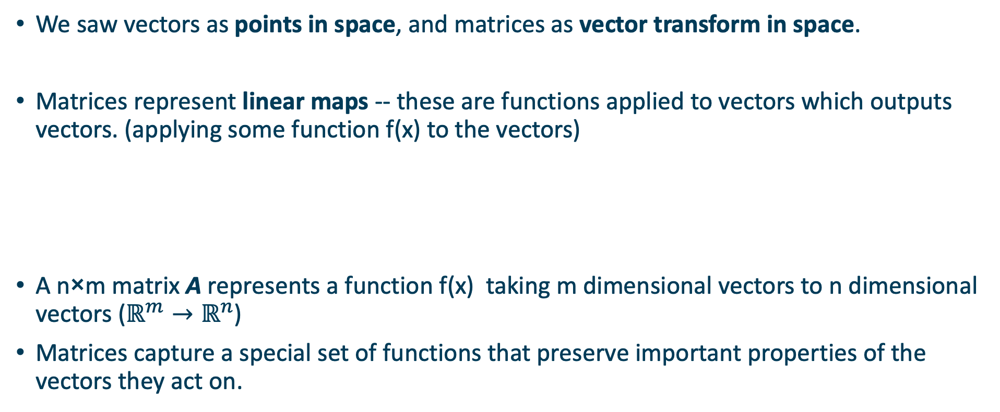 • We saw vectors as points in space, and matrices as vector transform in space.
• Matrices represent linear maps -- these are functions applied to vectors which outputs
vectors. (applying some function f(x) to the vectors)
• A n×m matrix A represents a function f(x) taking m dimensional vectors to n dimensional
vectors (ℝᵐ → ℝⁿ)
• Matrices capture a special set of functions that preserve important properties of the
vectors they act on.